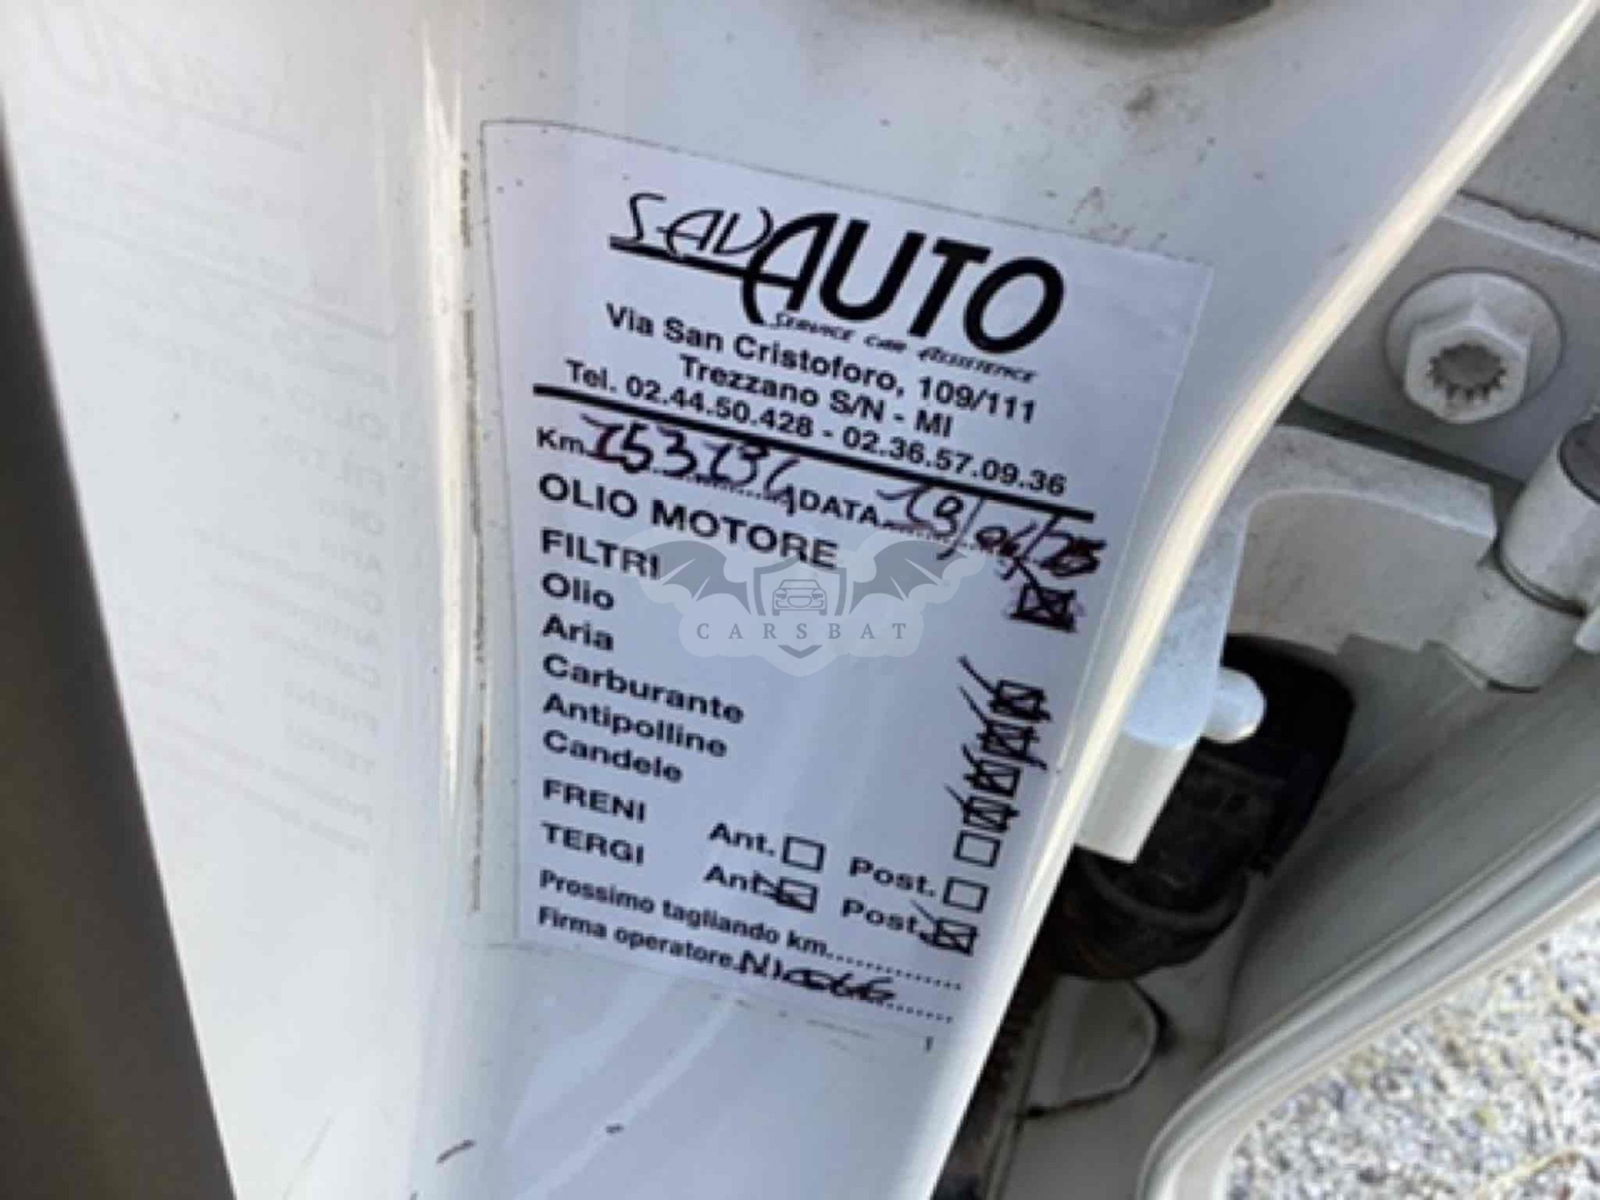 SAV AUTO
SERVICE CAR ASSISTENCE
Via San Cristoforo, 109/111
Trezzano S/N - MI
Tel. 02.44.50.428 - 02.36.57.09.36
Km DATA
OLIO MOTORE
FILTRI
Olio
Aria
Carburante
Antipolline
Candele
FRENI Ant. Post.
TERGI Ant. Post.
Prossimo tagliando km
Firma operatore
CARSBAT